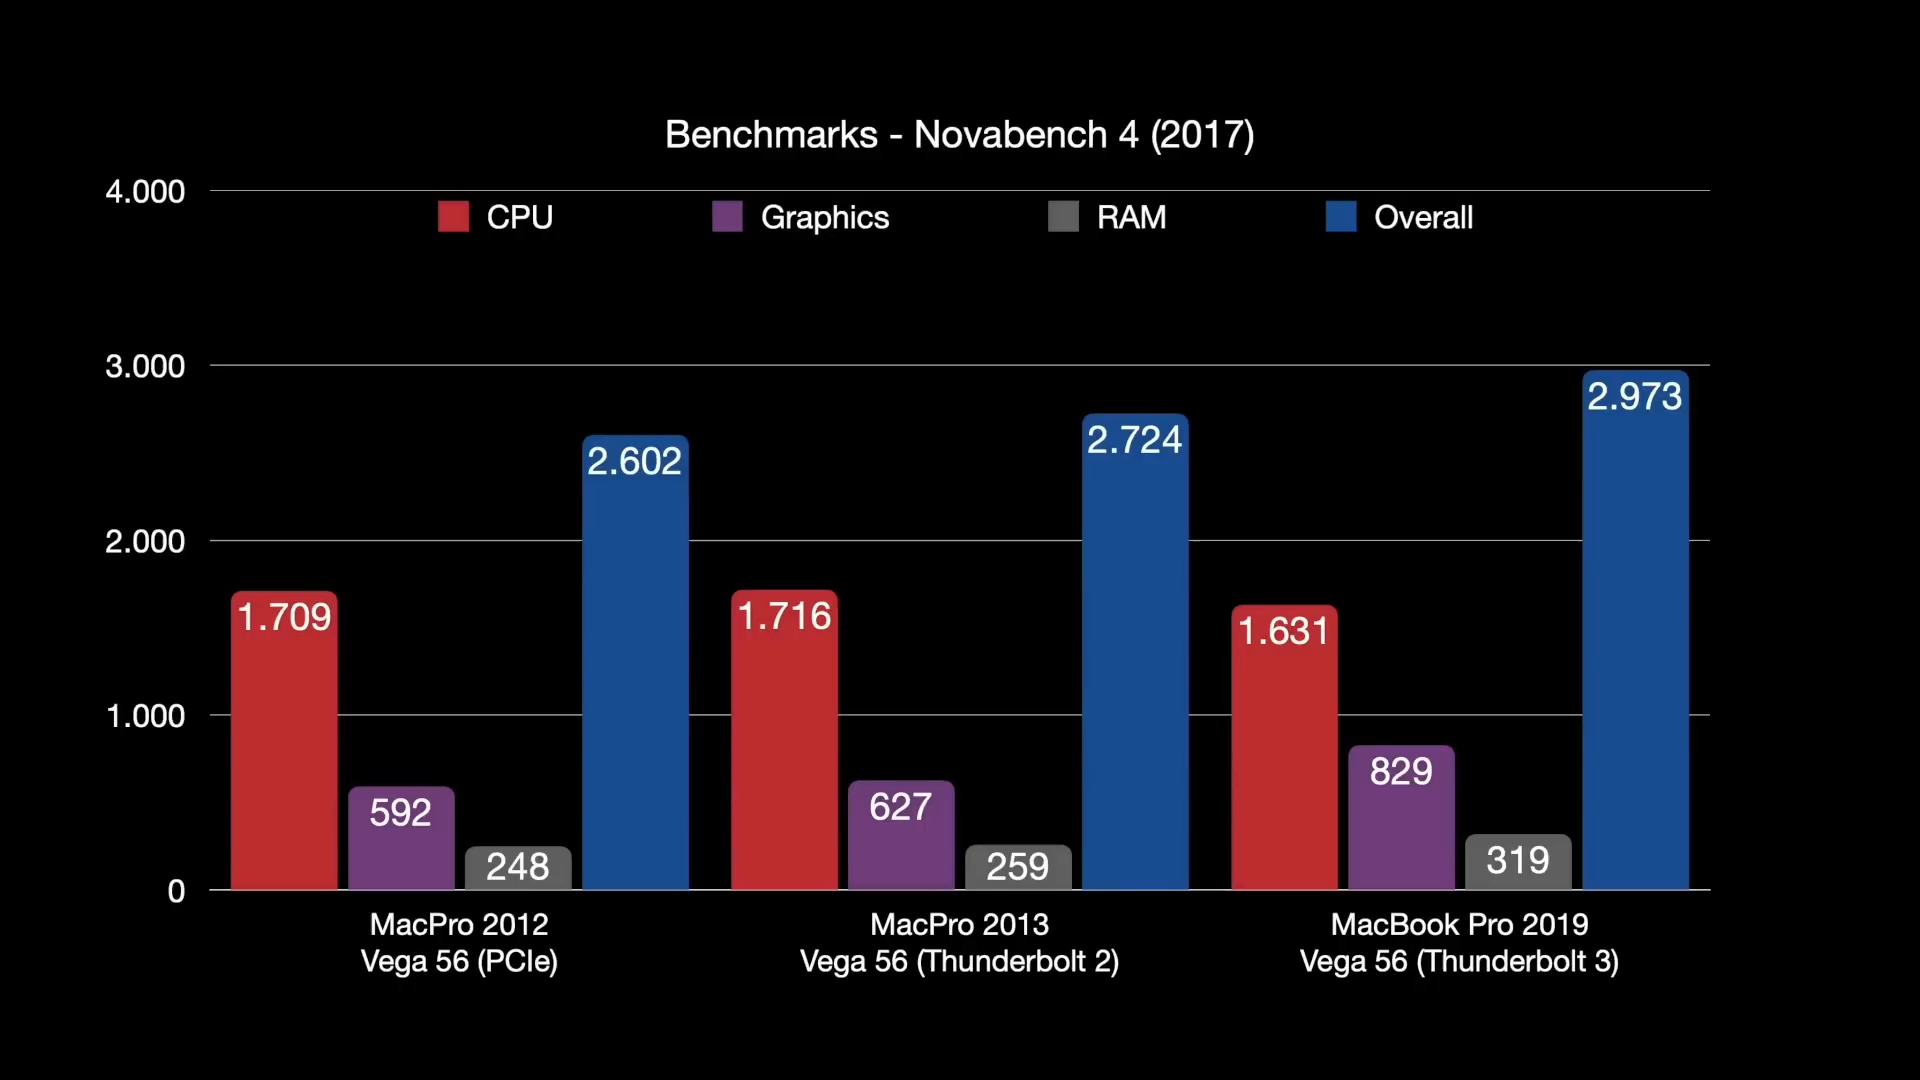 Benchmarks - Novabench 4 (2017)
4.000
CPU Graphics RAM Overall
3.000
2.973
2.724
2.602
2.000
1.709
1.716
1.631
1.000
829
592
627
248
259
319
0
MacPro 2012
Vega 56 (PCIe)
MacPro 2013
Vega 56 (Thunderbolt 2)
MacBook Pro 2019
Vega 56 (Thunderbolt 3)